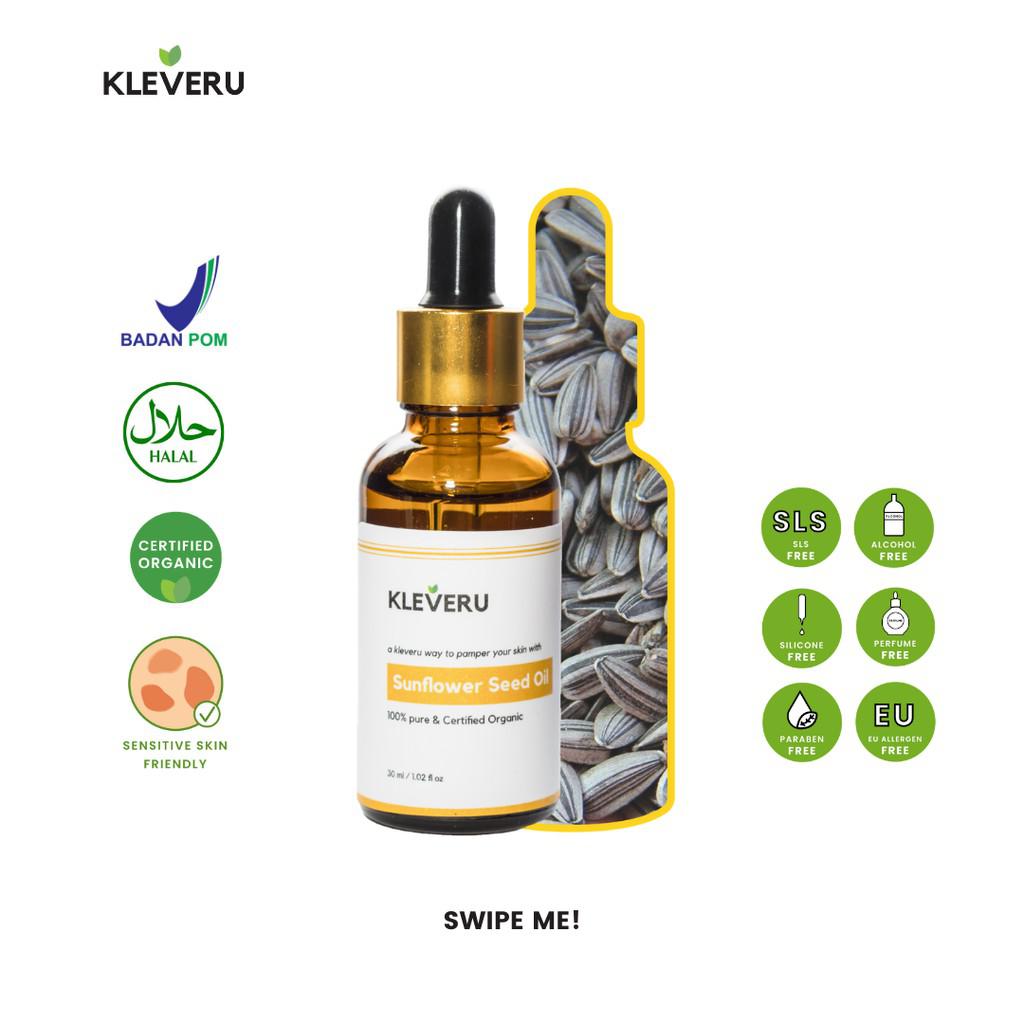 KLEVERU
BADAN POM
حلال
HALAL
CERTIFIED
ORGANIC
SENSITIVE SKIN
FRIENDLY
KLEVERU
a kleveru way to pamper your skin with
Sunflower Seed Oil
100% pure & Certified Organic
30 ml / 1.02 fl oz
SLS
SLS
FREE
ALCOHOL
ALCOHOL
FREE
SILICONE
FREE
PERFUME
FREE
PARABEN
FREE
EU
EU ALLERGEN
FREE
SWIPE ME!